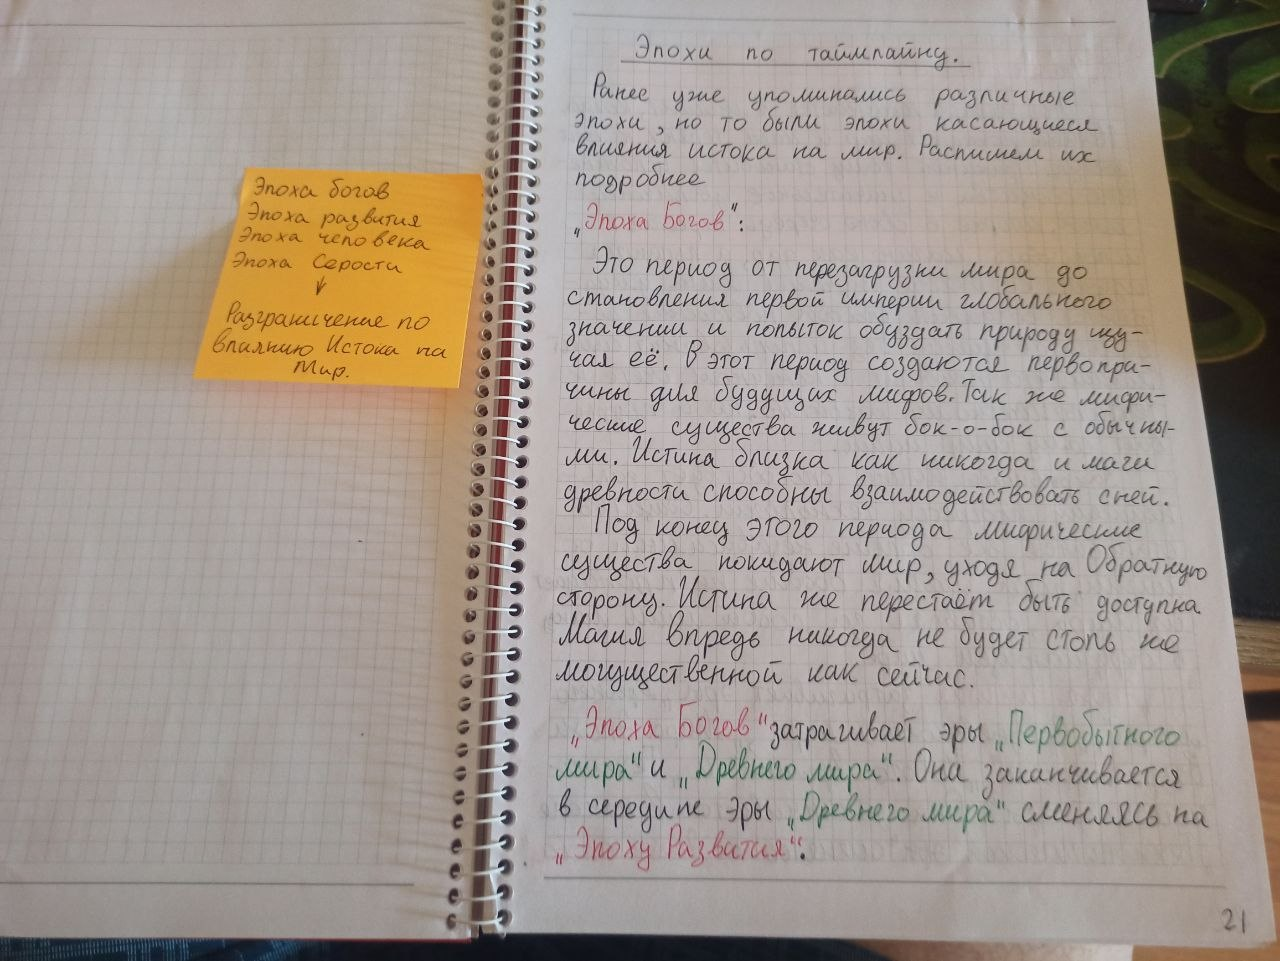 Эпоха богов
Эпоха развития
Эпоха человека
Эпоха Серости
↓
Разграничение по
влиянию Истока на
Мир.
Эпохи по таймлайну.
Ранее уже упоминались различные
эпохи, но то были эпохи касающиеся
влияния истока на мир. Распишем их
подробнее
„Эпоха Богов":
Это период от перезагрузки мира до
становления первой империи глобального
значении и попыток обуздать природу изу-
чая её. В этот период создаются первопри-
чины для будущих мифов. Так же мифи-
ческие существа живут бок-о-бок с обычны-
ми. Истина близка как никогда и маги
древности способны взаимодействовать с ней.
Под конец этого периода мифические
существа покидают мир, уходя на Обратную
сторону. Истина же перестаёт быть доступна
Магия впредь никогда не будет столь же
могущественной как сейчас.
„Эпоха Богов" затрагивает эры „Первобытного
мира" и „Древнего мира". Она заканчивается
в середине эры „Древнего мира" сменяясь на
„Эпоху Развития".
21